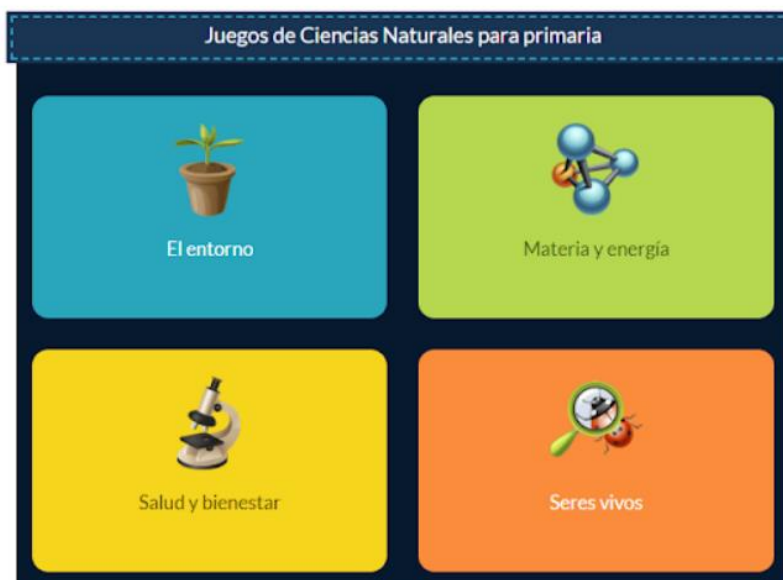 Juegos de Ciencias Naturales para primaria
El entorno
Materia y energía
Salud y bienestar
Seres vivos